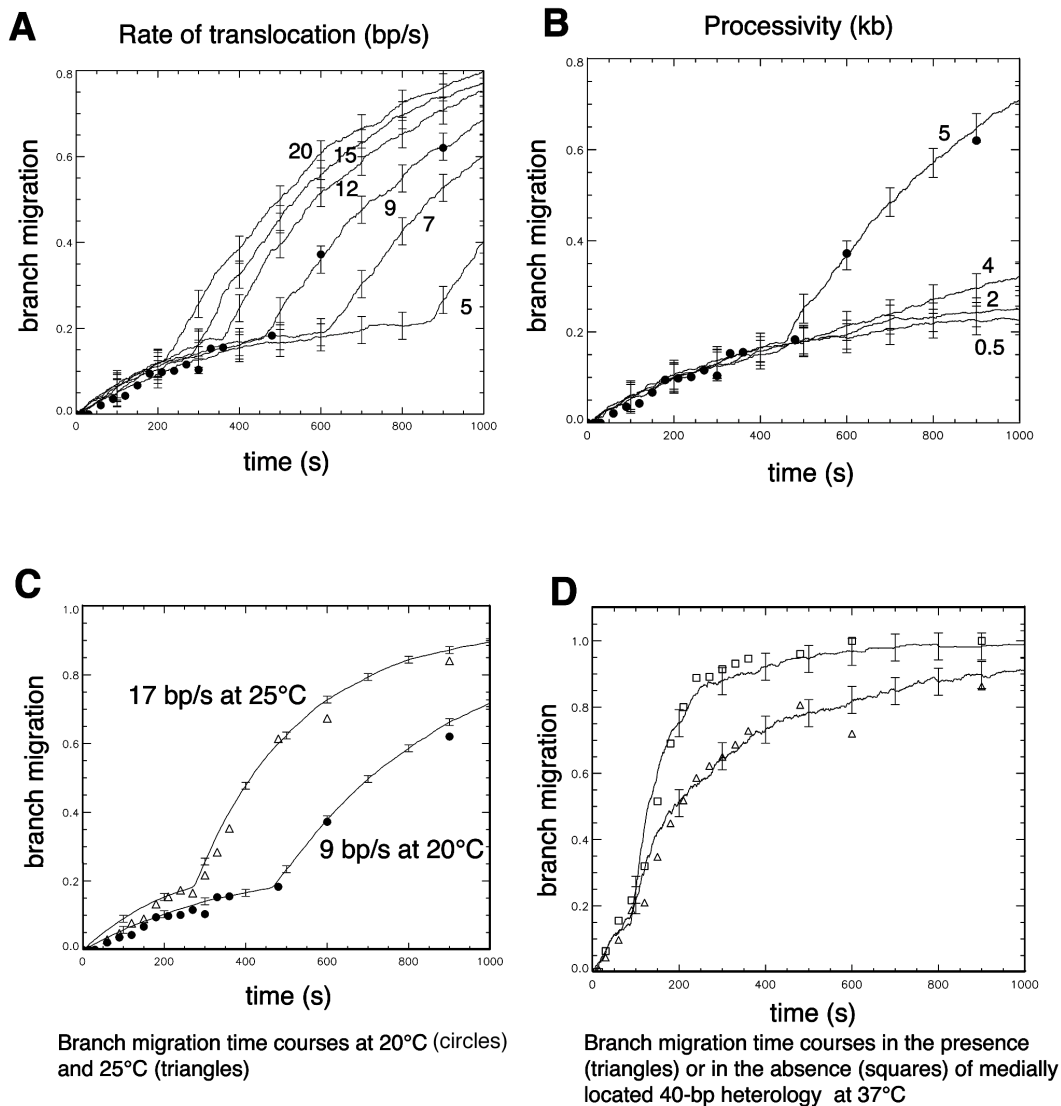 A
Rate of translocation (bp/s)
0.8
0.6
0.4
0.2
0.0
branch migration
20
15
12
9
7
5
0
200
400
600
800
1000
time (s)
B
Processivity (kb)
0.8
0.6
0.4
0.2
0.0
branch migration
5
4
2
0.5
0
200
400
600
800
1000
time (s)
C
1.0
0.8
0.6
0.4
0.2
0.0
branch migration
17 bp/s at 25°C
9 bp/s at 20°C
0
200
400
600
800
1000
time (s)
Branch migration time courses at 20°C (circles)
and 25°C (triangles)
D
1.0
0.8
0.6
0.4
0.2
0.0
branch migration
0
200
400
600
800
1000
time (s)
Branch migration time courses in the presence
(triangles) or in the absence (squares) of medially
located 40-bp heterology at 37°C